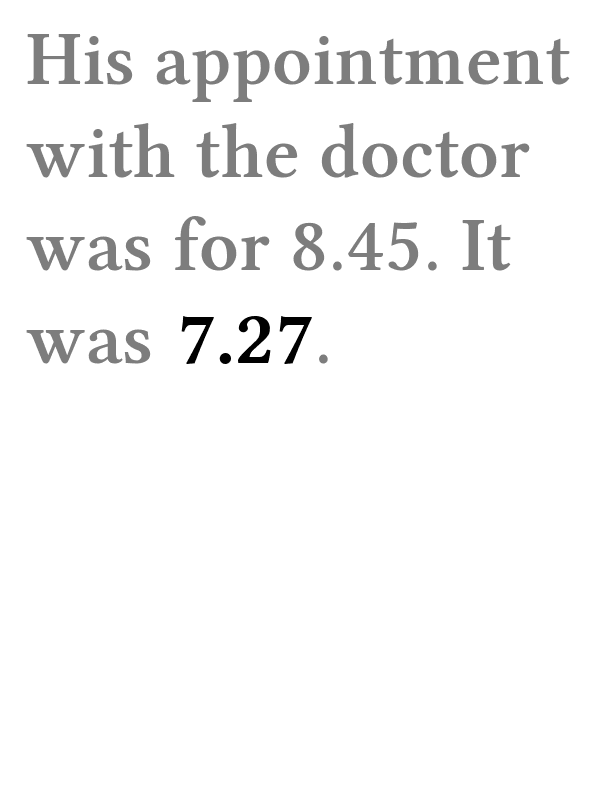 His appointment
with the doctor
was for 8.45. It
was 7.27.